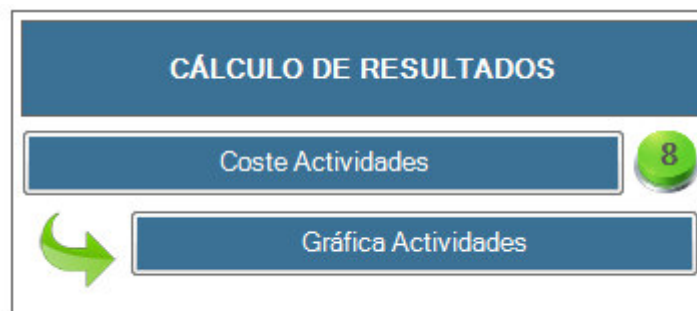 CÁLCULO DE RESULTADOS
Coste Actividades
8
Gráfica Actividades